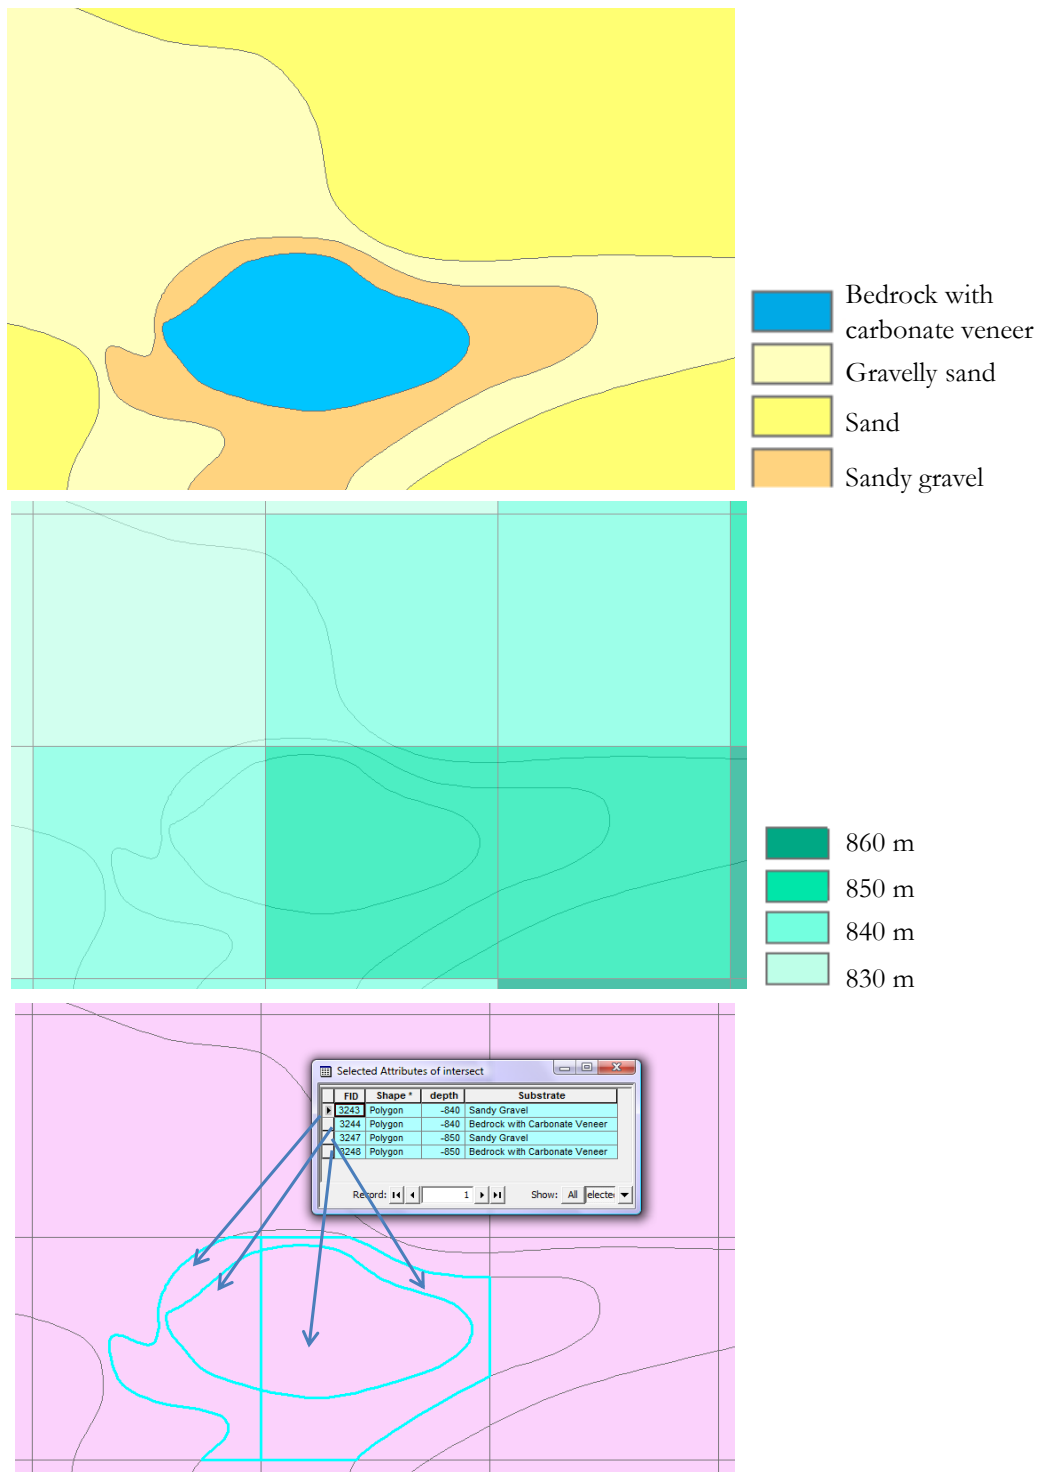 Bedrock with
carbonate veneer
Gravelly sand
Sand
Sandy gravel
860 m
850 m
840 m
830 m
Selected Attributes of intersect
FID Shape * depth Substrate
3243 Polygon -840 Sandy Gravel
3244 Polygon -840 Bedrock with Carbonate Veneer
3247 Polygon -850 Sandy Gravel
3248 Polygon -850 Bedrock with Carbonate Veneer
Record: 1 Show: All electe